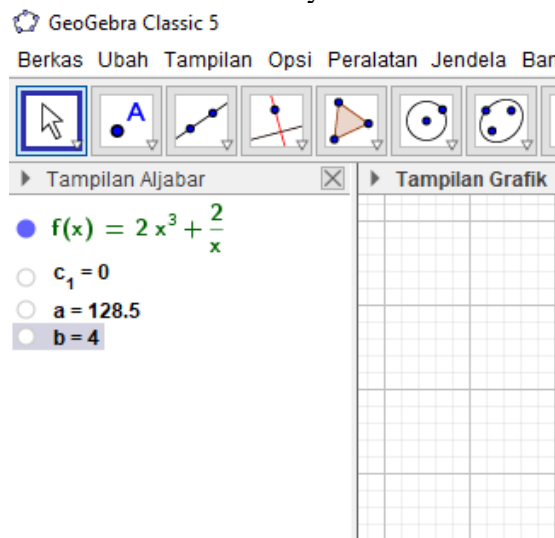 GeoGebra Classic 5
Berkas Ubah Tampilan Opsi Peralatan Jendela Ban
A
Tampilan Aljabar
Tampilan Grafik
f(x) = 2 x³ + 2/x
c₁ = 0
a = 128.5
b = 4